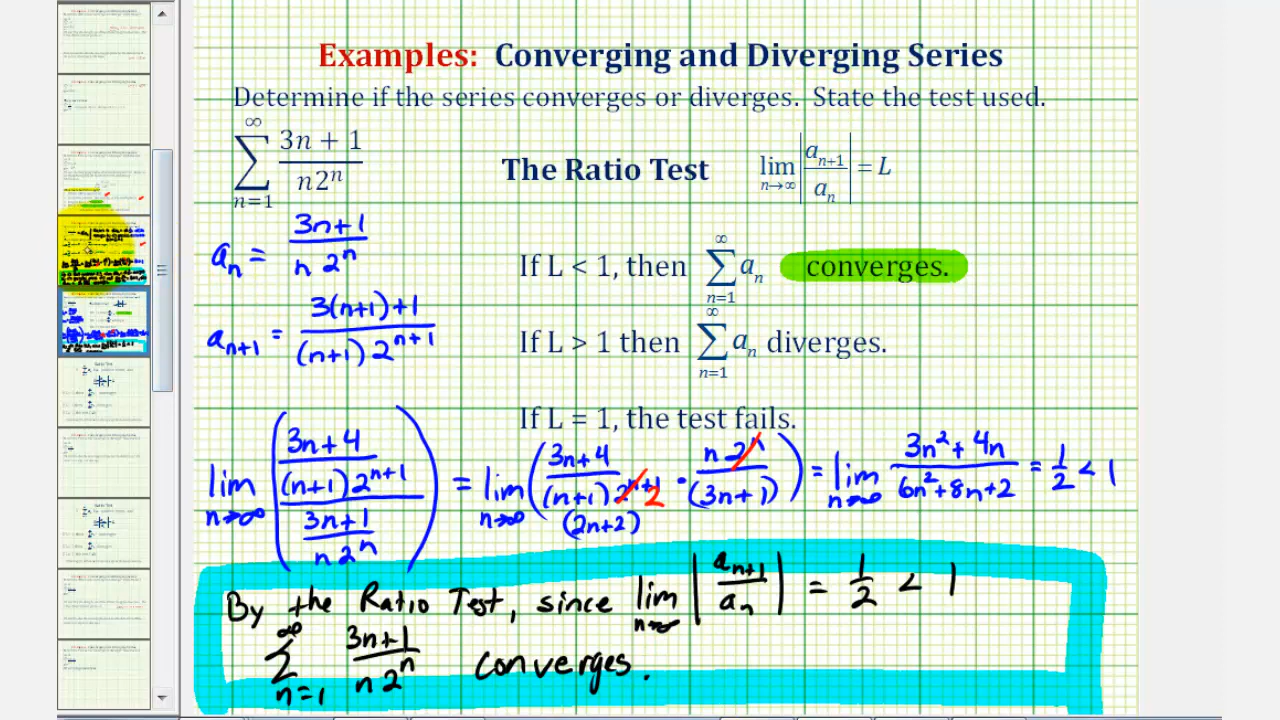 Examples: Converging and Diverging Series
Determine if the series converges or diverges. State the test used.
∑_{n=1}^{∞} (3n + 1)/(n2^n)
The Ratio Test lim_{n→∞} |a_{n+1}/a_n| = L
a_n = (3n+1)/(n 2^n)
If L < 1, then ∑_{n=1}^{∞} a_n converges.
a_{n+1} = (3(n+1)+1)/((n+1) 2^{n+1})
If L > 1 then ∑_{n=1}^{∞} a_n diverges.
If L = 1, the test fails.
lim_{n→∞} (((3n+4)/((n+1) 2^{n+1}))/((3n+1)/(n 2^n))) = lim_{n→∞} ((3n+4)/((n+1) 2^{n+1} 2) · (n 2^n)/(3n+1)) = lim_{n→∞} (3n²+4n)/(6n²+8n+2) = 1/2 < 1
(2n+2)
By the Ratio Test, since lim_{n→∞} |a_{n+1}/a_n| = 1/2 < 1
∑_{n=1}^{∞} (3n+1)/(n 2^n) converges.